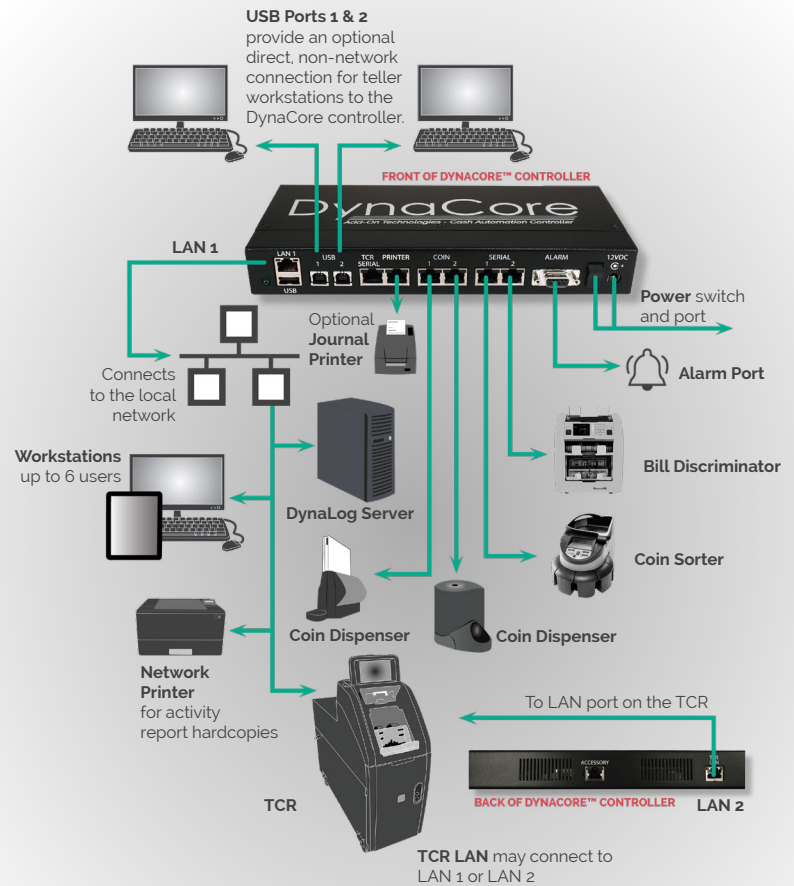 USB Ports 1 & 2
provide an optional
direct, non-network
connection for teller
workstations to the
DynaCore controller.
FRONT OF DYNACORE™ CONTROLLER
DynaCore
Add-On Technologies - Cash Automation Controller
LAN 1
LAN 1
USB
1 2
TCR
SERIAL
PRINTER
COIN
1 2
SERIAL
1 2
ALARM
12VDC
USB
Power switch
and port
Optional
Journal
Printer
Alarm Port
Connects
to the local
network
Workstations
up to 6 users
DynaLog Server
Bill Discriminator
Coin Sorter
Coin Dispenser
Coin Dispenser
Network
Printer
for activity
report hardcopies
To LAN port on the TCR
ACCESSORY
BACK OF DYNACORE™ CONTROLLER
LAN 2
TCR
TCR LAN may connect to
LAN 1 or LAN 2